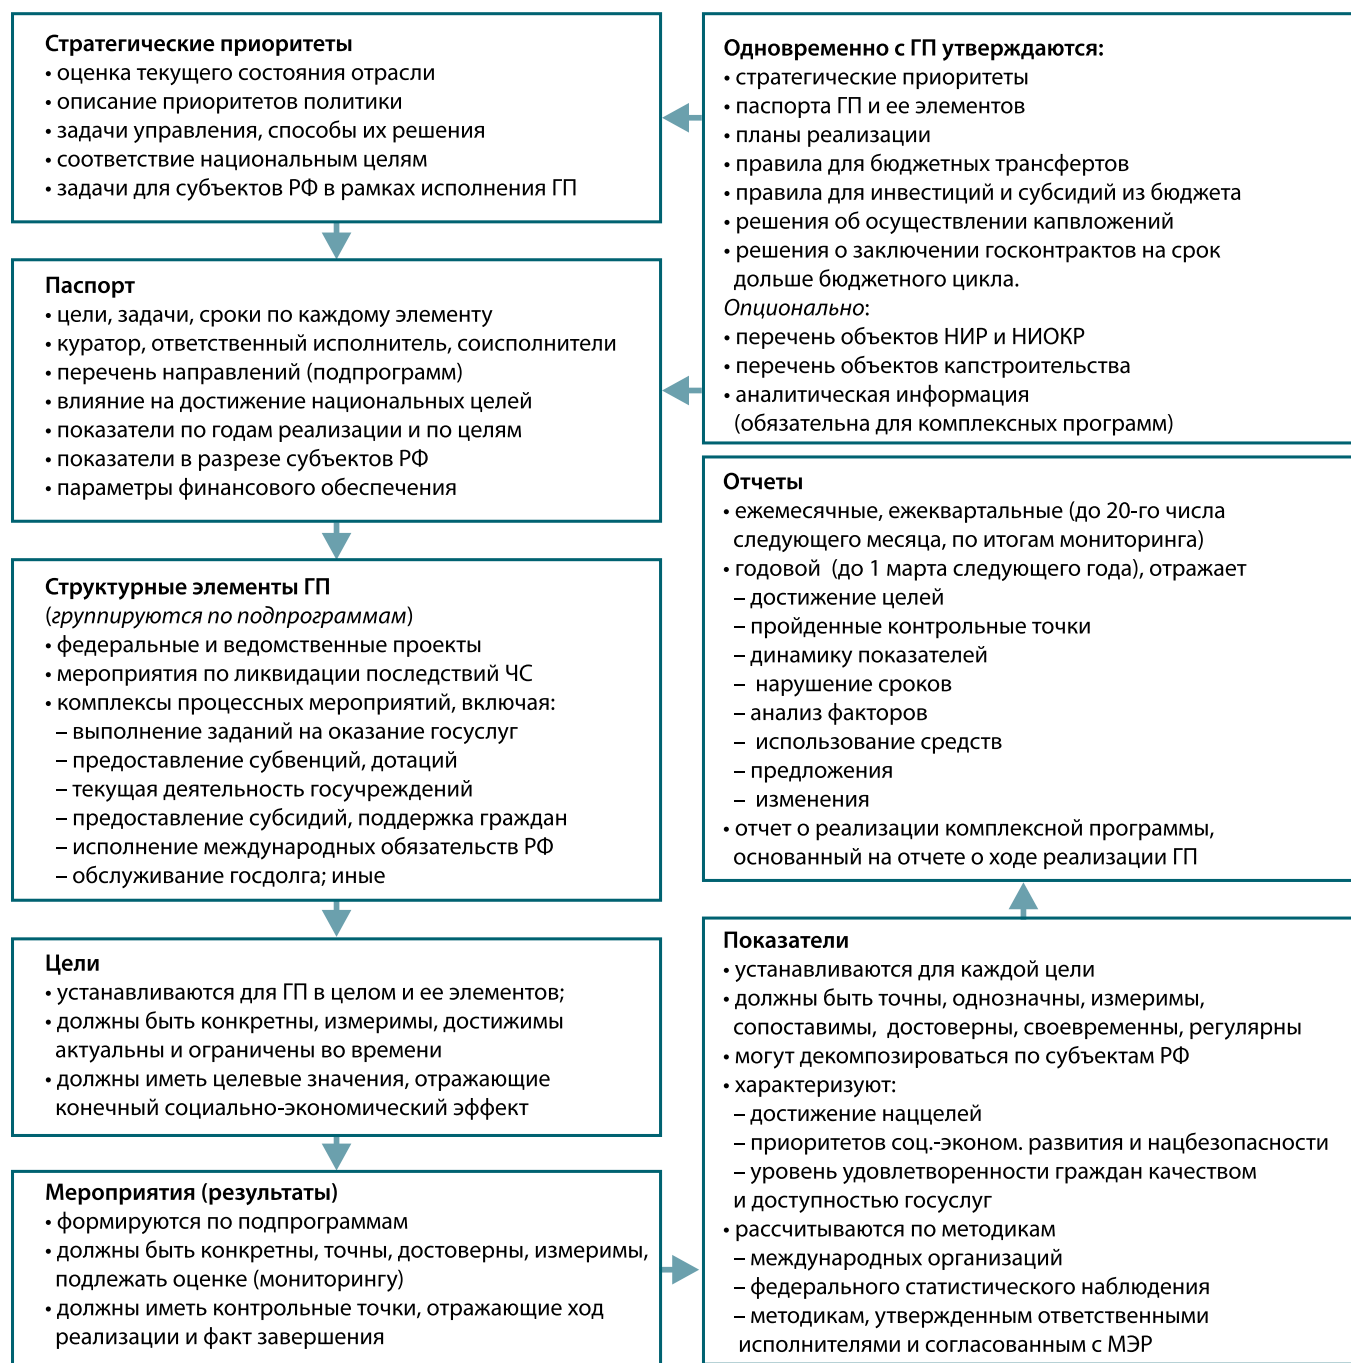 Стратегические приоритеты
• оценка текущего состояния отрасли
• описание приоритетов политики
• задачи управления, способы их решения
• соответствие национальным целям
• задачи для субъектов РФ в рамках исполнения ГП
Паспорт
• цели, задачи, сроки по каждому элементу
• куратор, ответственный исполнитель, соисполнители
• перечень направлений (подпрограмм)
• влияние на достижение национальных целей
• показатели по годам реализации и по целям
• показатели в разрезе субъектов РФ
• параметры финансового обеспечения
Структурные элементы ГП
(группируются по подпрограммам)
• федеральные и ведомственные проекты
• мероприятия по ликвидации последствий ЧС
• комплексы процессных мероприятий, включая:
– выполнение заданий на оказание госуслуг
– предоставление субвенций, дотаций
– текущая деятельность госучреждений
– предоставление субсидий, поддержка граждан
– исполнение международных обязательств РФ
– обслуживание госдолга; иные
Цели
• устанавливаются для ГП в целом и ее элементов;
• должны быть конкретны, измеримы, достижимы
актуальны и ограничены во времени
• должны иметь целевые значения, отражающие
конечный социально-экономический эффект
Мероприятия (результаты)
• формируются по подпрограммам
• должны быть конкретны, точны, достоверны, измеримы,
подлежать оценке (мониторингу)
• должны иметь контрольные точки, отражающие ход
реализации и факт завершения
Одновременно с ГП утверждаются:
• стратегические приоритеты
• паспорта ГП и ее элементов
• планы реализации
• правила для бюджетных трансфертов
• правила для инвестиций и субсидий из бюджета
• решения об осуществлении капвложений
• решения о заключении госконтрактов на срок
дольше бюджетного цикла.
Опционально:
• перечень объектов НИР и НИОКР
• перечень объектов капстроительства
• аналитическая информация
(обязательна для комплексных программ)
Отчеты
• ежемесячные, ежеквартальные (до 20-го числа
следующего месяца, по итогам мониторинга)
• годовой (до 1 марта следующего года), отражает
– достижение целей
– пройденные контрольные точки
– динамику показателей
– нарушение сроков
– анализ факторов
– использование средств
– предложения
– изменения
• отчет о реализации комплексной программы,
основанный на отчете о ходе реализации ГП
Показатели
• устанавливаются для каждой цели
• должны быть точны, однозначны, измеримы,
сопоставимы, достоверны, своевременны, регулярны
• могут декомпозироваться по субъектам РФ
• характеризуют:
– достижение наццелей
– приоритетов соц.-эконом. развития и нацбезопасности
– уровень удовлетворенности граждан качеством
и доступностью госуслуг
• рассчитываются по методикам
– международных организаций
– федерального статистического наблюдения
– методикам, утвержденным ответственными
исполнителями и согласованным с МЭР